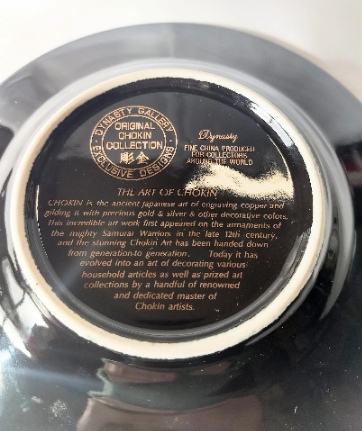 DYNASTY GALLERY
ORIGINAL
CHOKIN
COLLECTION
彫金
EXCLUSIVE DESIGNS
Dynasty
FINE CHINA PRODUCED
FOR COLLECTORS
AROUND THE WORLD
THE ART OF CHOKIN
CHOKIN is the ancient Japanese art of engraving copper and
gilding it with precious gold & silver & other decorative colors.
This incredible art work first appeared on the armaments of
the mighty Samurai Warriors in the late 12th century,
and the stunning Chokin Art has been handed down
from generation to generation. Today it has
evolved into an art of decorating various
household articles as well as prized art
collections by a handful of renowned
and dedicated master of
Chokin artists.